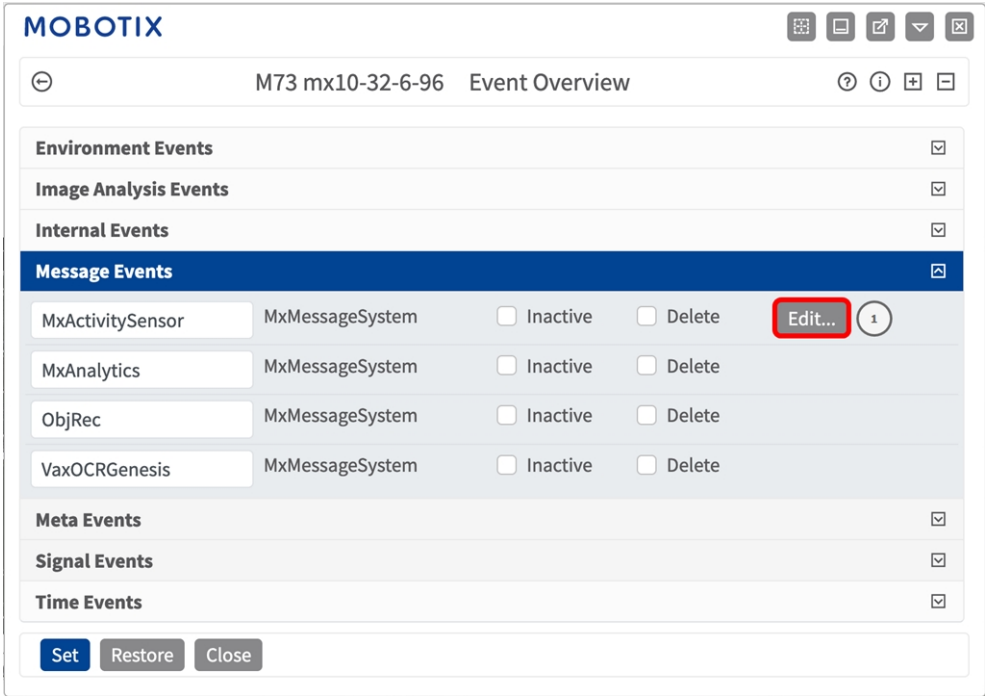 MOBOTIX
M73 mx10-32-6-96 Event Overview
Environment Events
Image Analysis Events
Internal Events
Message Events
MxActivitySensor MxMessageSystem Inactive Delete Edit... 1
MxAnalytics MxMessageSystem Inactive Delete
ObjRec MxMessageSystem Inactive Delete
VaxOCRGenesis MxMessageSystem Inactive Delete
Meta Events
Signal Events
Time Events
Set Restore Close